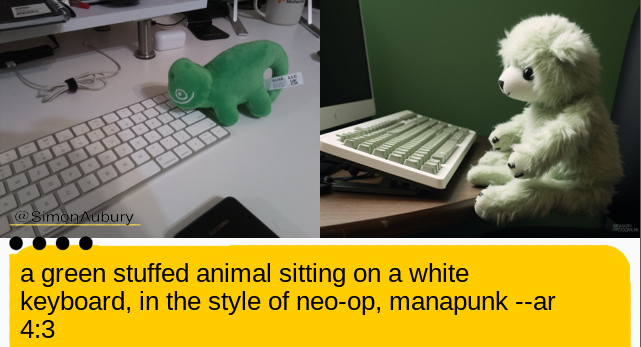 @SimonAubury
a green stuffed animal sitting on a white
keyboard, in the style of neo-op, manapunk --ar
4:3